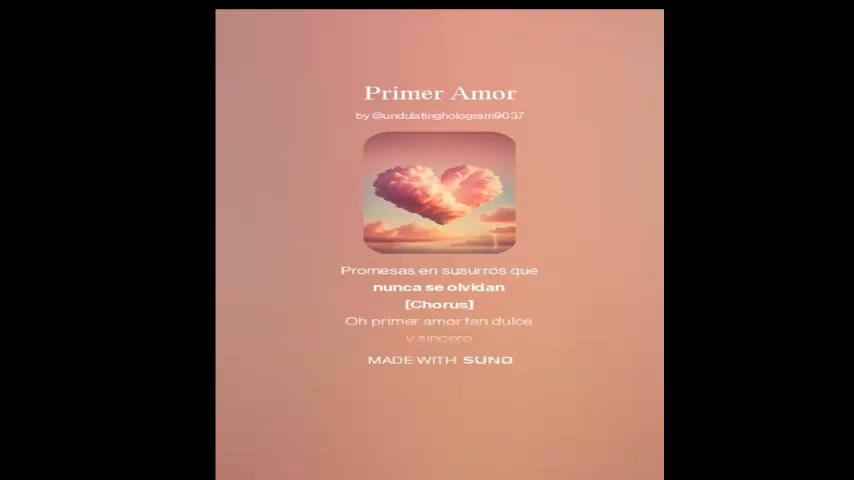 Primer Amor
by @undulatinghologram9037
Promesas en susurros que
nunca se olvidan
[Chorus]
Oh primer amor tan dulce
y sincero
MADE WITH SUNO